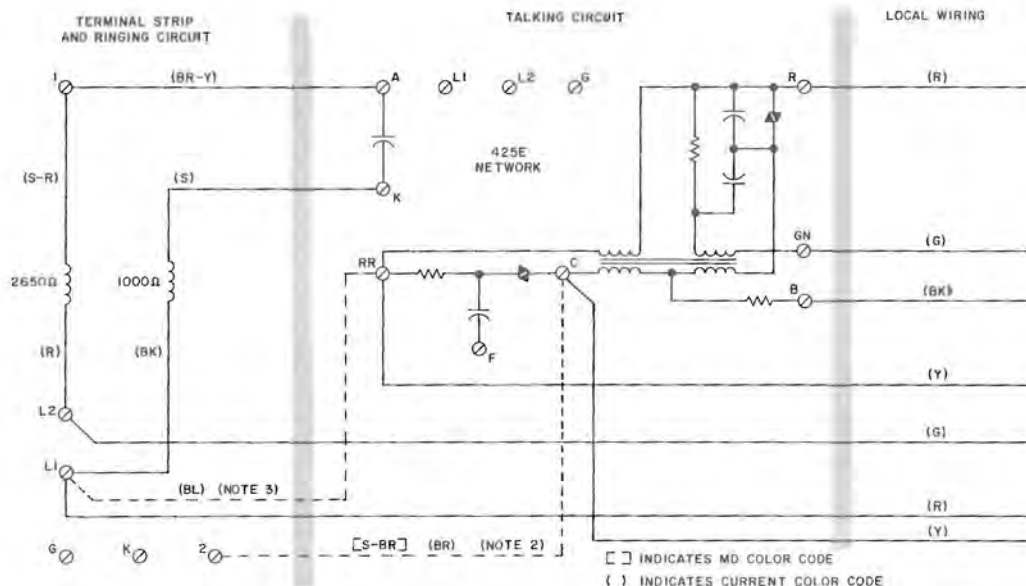 TERMINAL STRIP
AND RINGING CIRCUIT
TALKING CIRCUIT
LOCAL WIRING
1
(BR-Y)
A
L1
L2
G
R
(R)
425E
NETWORK
(S-R)
(S)
K
2650Ω
1000Ω
RR
C
GN
(G)
B
(BK)
F
(R)
(BK)
(Y)
L2
(G)
L1
(BL) (NOTE 3)
(R)
(Y)
G
K
2
[S-BR] (BR) (NOTE 2)
[ ] INDICATES MD COLOR CODE
( ) INDICATES CURRENT COLOR CODE